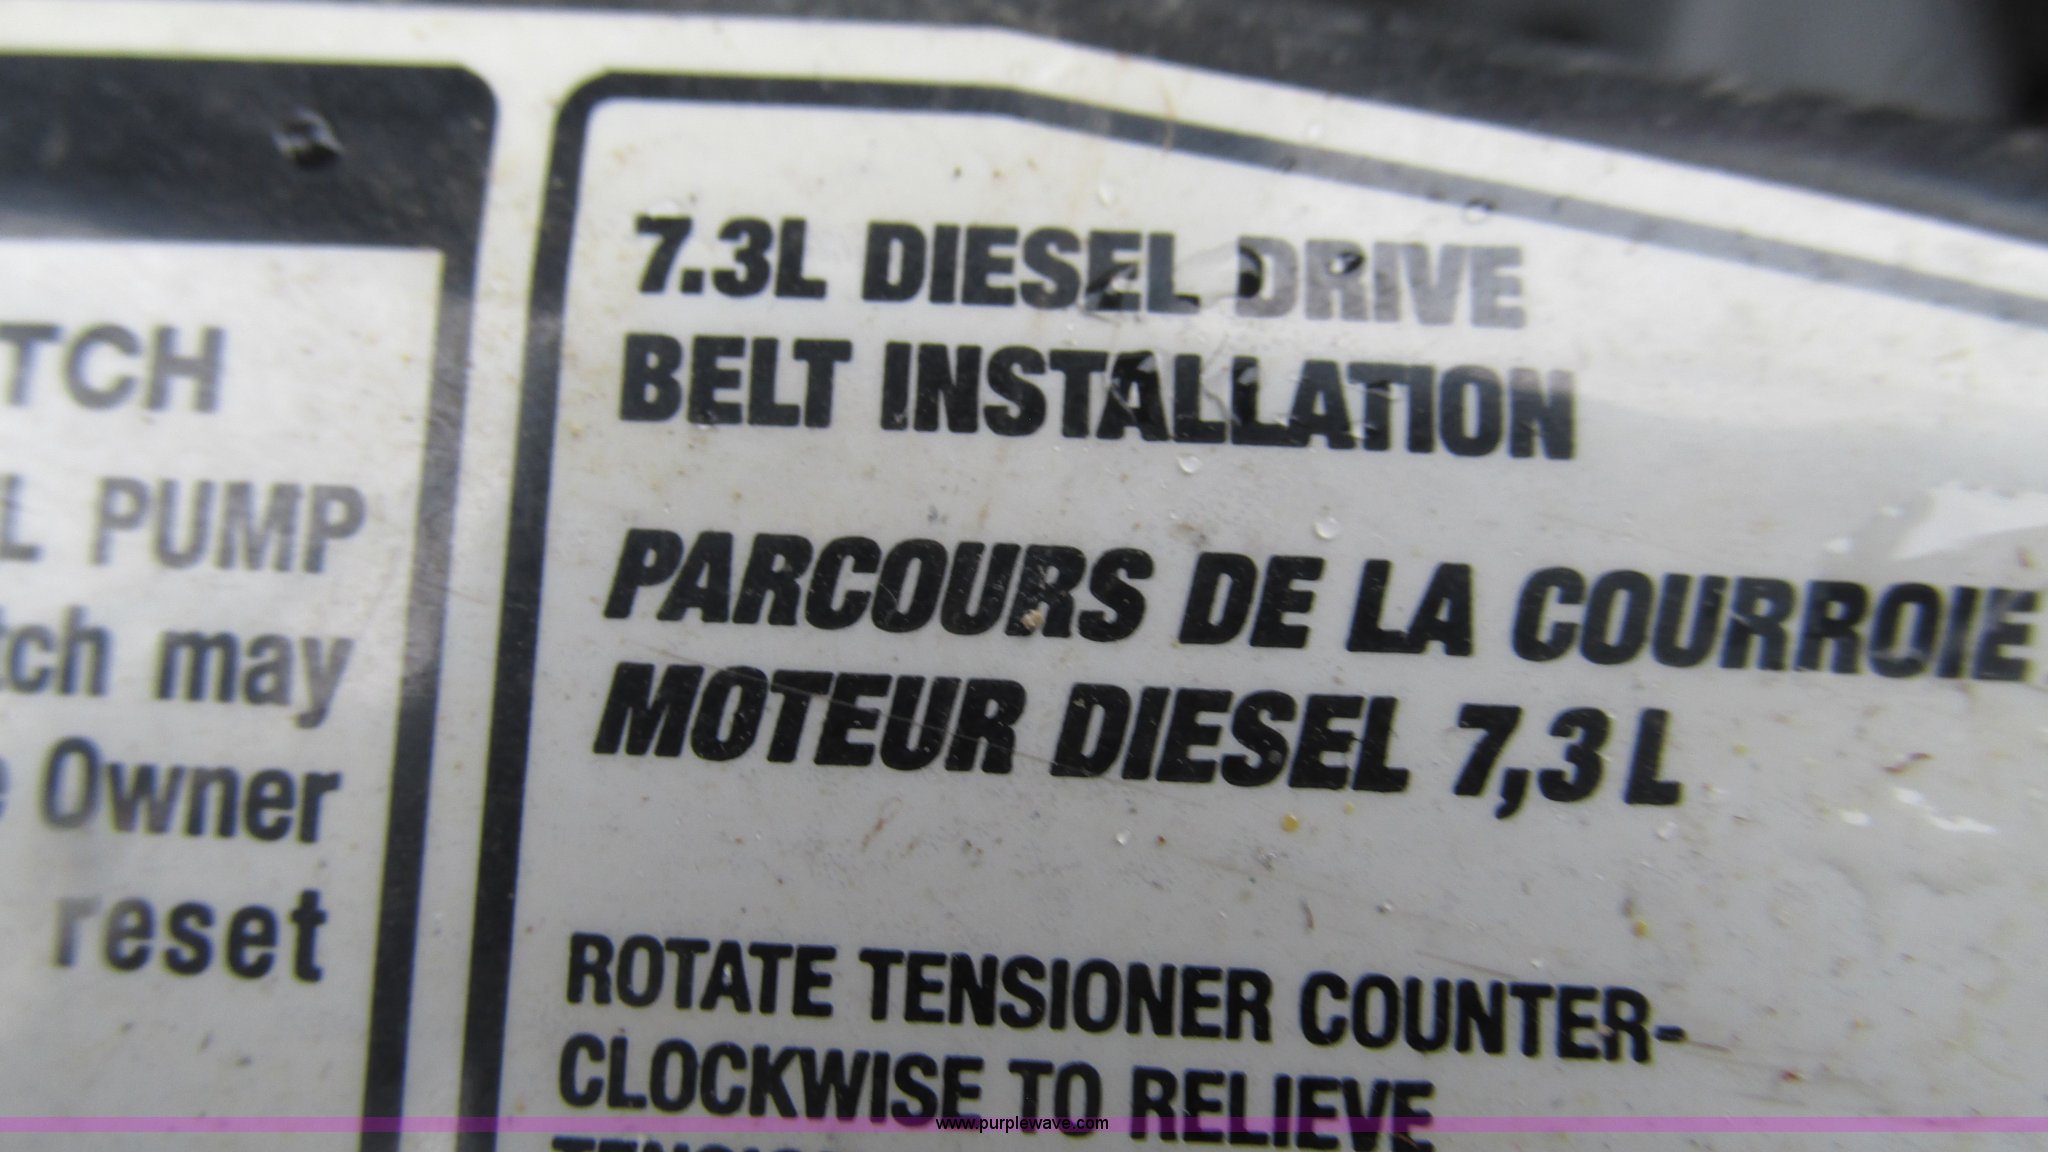 TCH
L PUMP
tch may
Owner
reset
7.3L DIESEL DRIVE
BELT INSTALLATION
PARCOURS DE LA COURROIE
MOTEUR DIESEL 7,3 L
ROTATE TENSIONER COUNTER-
CLOCKWISE TO RELIEVE
www.purplewave.com